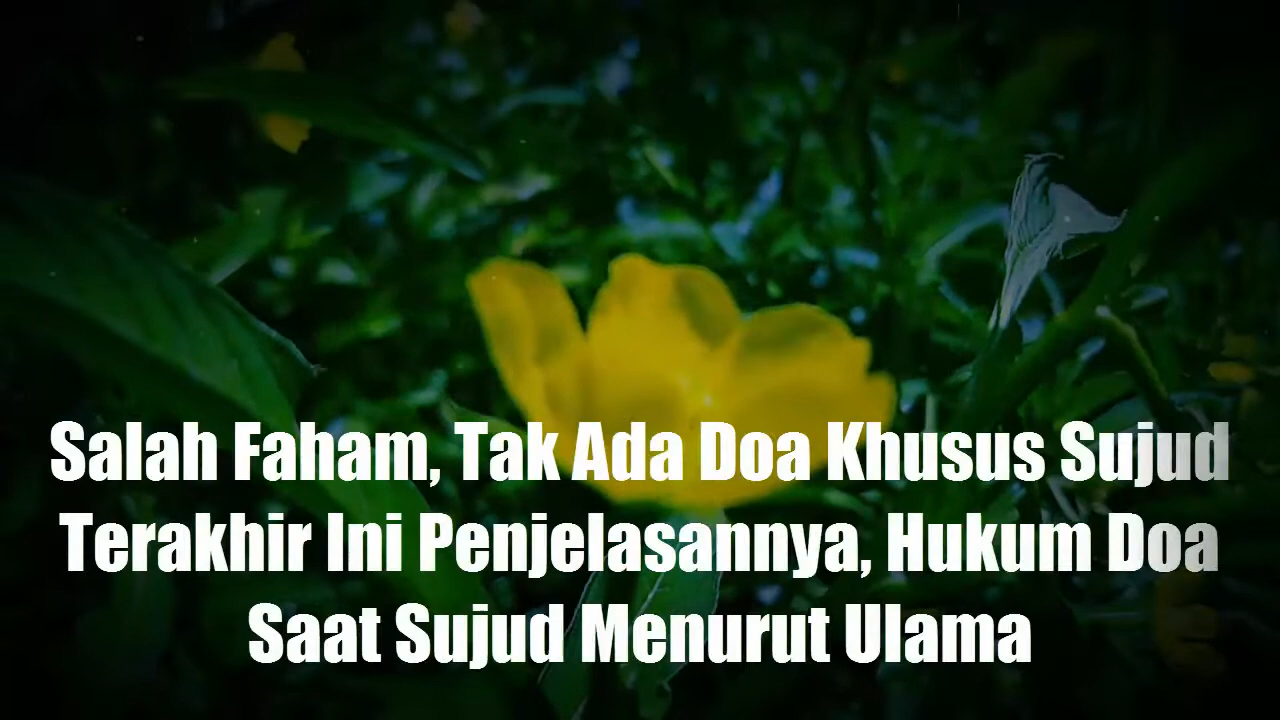 Salah Faham, Tak Ada Doa Khusus Sujud
Terakhir Ini Penjelasannya, Hukum Doa
Saat Sujud Menurut Ulama